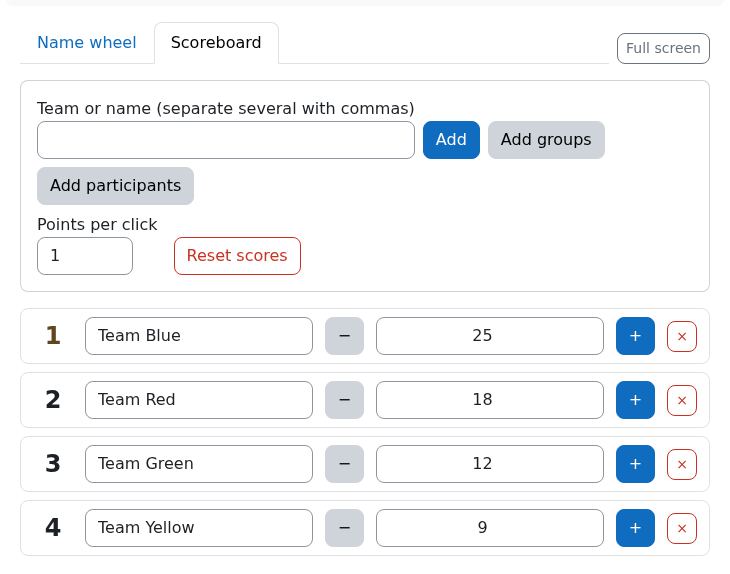 Name wheel Scoreboard Full screen
Team or name (separate several with commas)
Add Add groups
Add participants
Points per click
1 Reset scores
1 Team Blue − 25 + ×
2 Team Red − 18 + ×
3 Team Green − 12 + ×
4 Team Yellow − 9 + ×